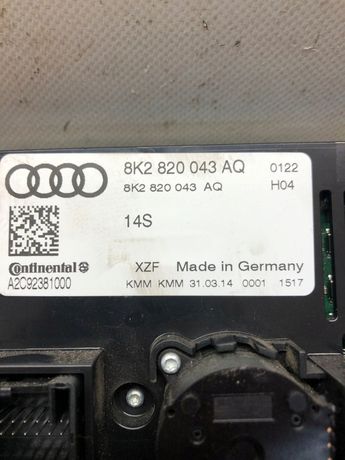 8K2 820 043 AQ 0122
8K2 820 043 AQ H04
14S
Continental XZF Made in Germany
A2C92381000 KMM KMM 31.03.14 0001 1517